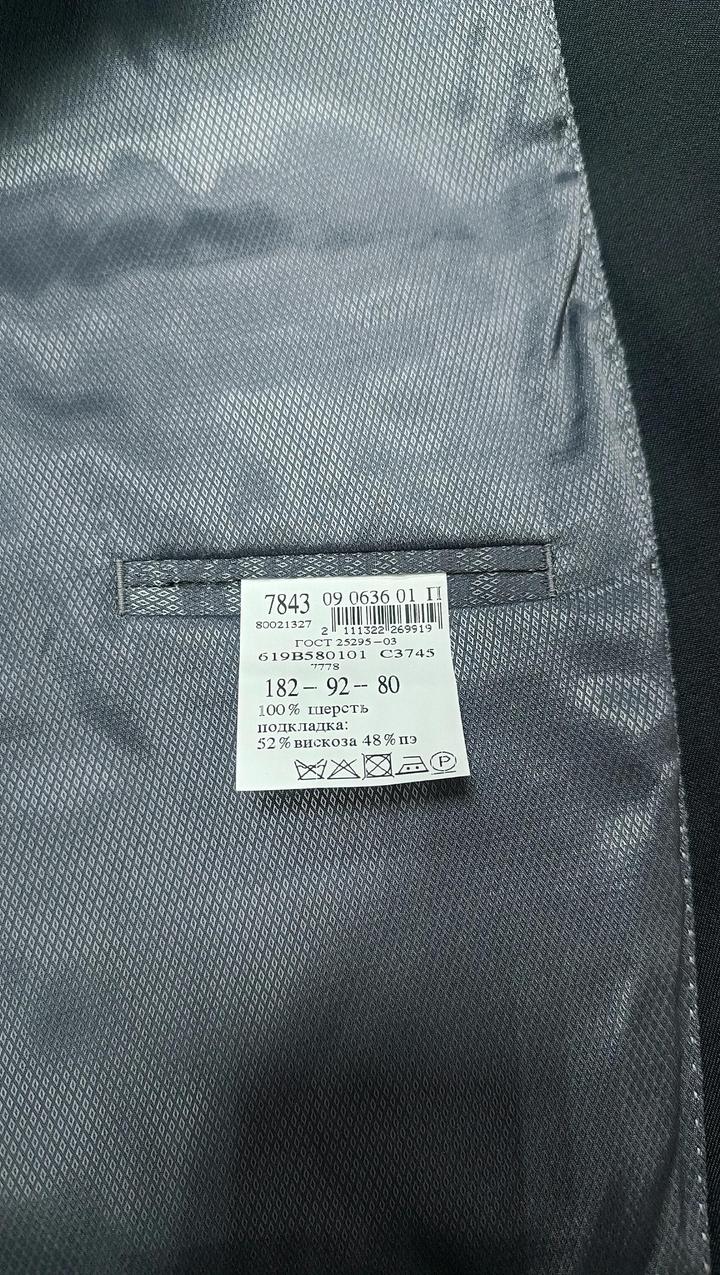 7843 09 0636 01 П
80021327 2 111322 269919
ГОСТ 25295-03
619В580101 С3745
7778
182- 92- 80
100% шерсть
подкладка:
52% вискоза 48% пэ
P